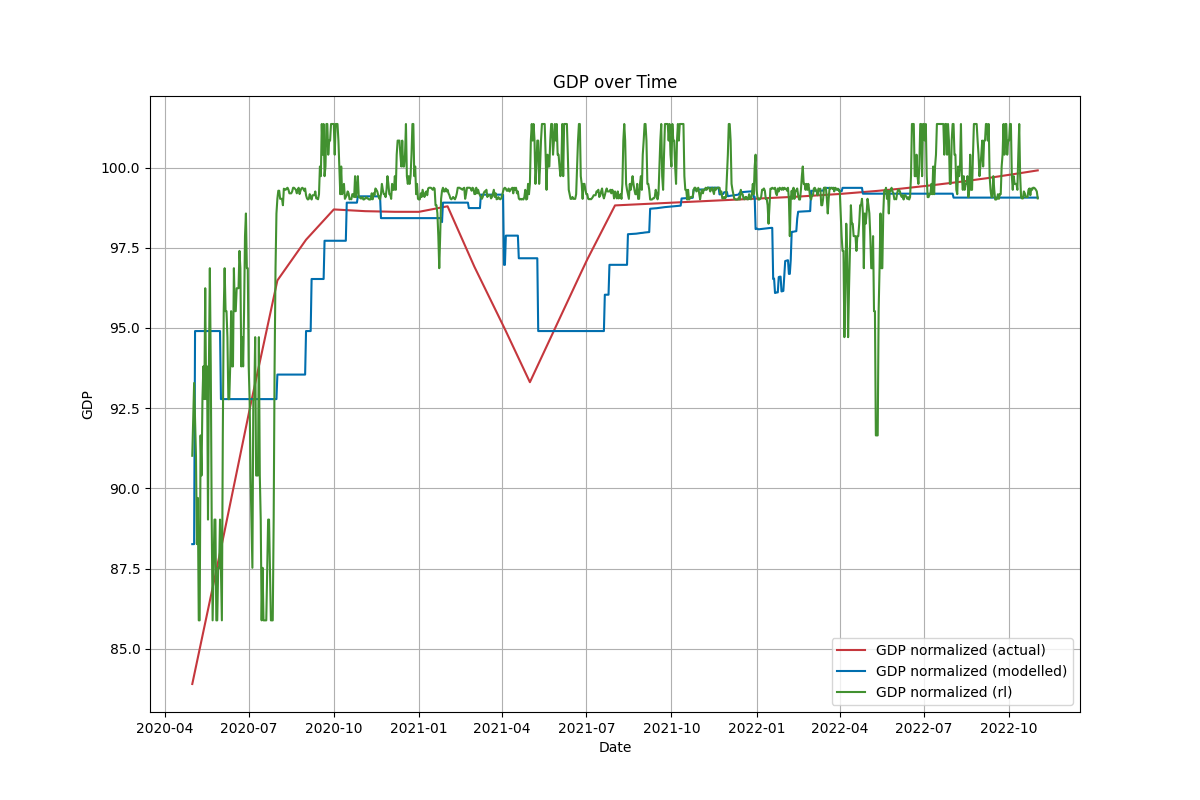 GDP over Time
100.0
97.5
95.0
92.5
90.0
87.5
85.0
GDP
GDP normalized (actual)
GDP normalized (modelled)
GDP normalized (rl)
2020-04 2020-07 2020-10 2021-01 2021-04 2021-07 2021-10 2022-01 2022-04 2022-07 2022-10
Date